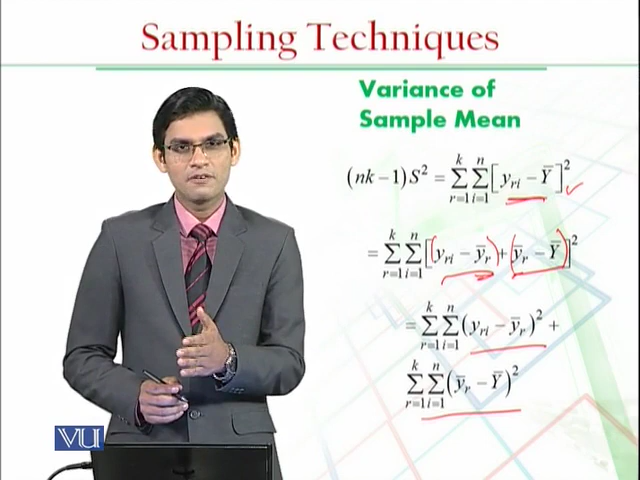 Sampling Techniques
Variance of
Sample Mean
(nk − 1)S² = Σ_{r=1}^{k} Σ_{i=1}^{n} [y_{ri} − Ȳ]²
= Σ_{r=1}^{k} Σ_{i=1}^{n} [(y_{ri} − ȳ_r) + (ȳ_r − Ȳ)]²
= Σ_{r=1}^{k} Σ_{i=1}^{n} (y_{ri} − ȳ_r)² +
Σ_{r=1}^{k} Σ_{i=1}^{n} (ȳ_r − Ȳ)²
VU